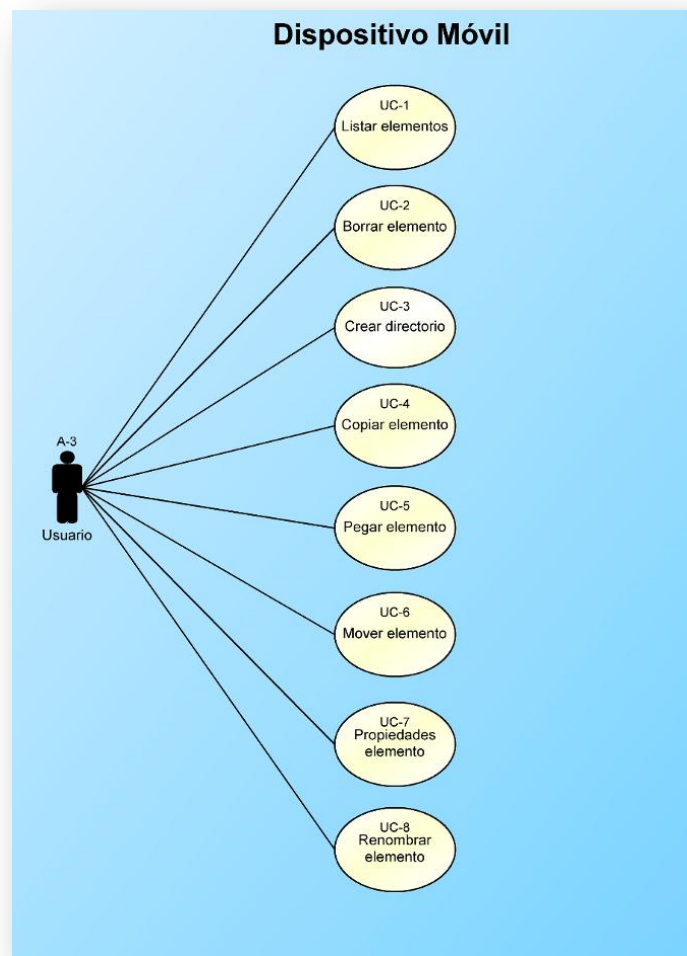 Dispositivo Móvil
UC-1
Listar elementos
UC-2
Borrar elemento
UC-3
Crear directorio
UC-4
Copiar elemento
A-3
Usuario
UC-5
Pegar elemento
UC-6
Mover elemento
UC-7
Propiedades
elemento
UC-8
Renombrar
elemento